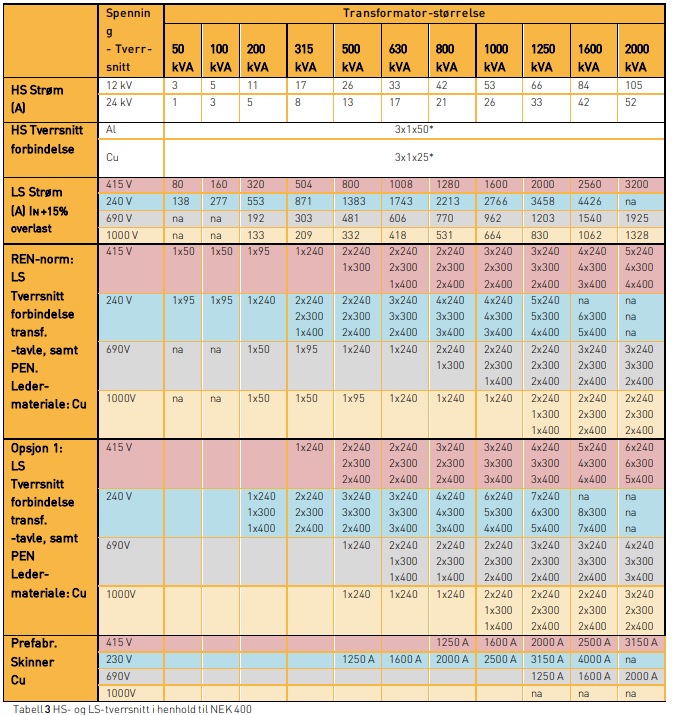 Spennin Transformator-størrelse
g
- Tverr- 50 100 200 315 500 630 800 1000 1250 1600 2000
snitt kVA kVA kVA kVA kVA kVA kVA kVA kVA kVA kVA
HS Strøm 12 kV 3 5 11 17 26 33 42 53 66 84 105
(A) 24 kV 1 3 5 8 13 17 21 26 33 42 52
HS Tverrsnitt Al 3x1x50*
forbindelse Cu 3x1x25*
LS Strøm 415 V 80 160 320 504 800 1008 1280 1600 2000 2560 3200
(A) IN +15% 240 V 138 277 553 871 1383 1743 2213 2766 3458 4426 na
overlast 690 V na na 192 303 481 606 770 962 1203 1540 1925
1000 V na na 133 209 332 418 531 664 830 1062 1328
REN-norm: 415 V 1x50 1x50 1x95 1x240 2x240 2x240 2x240 3x240 3x240 4x240 5x240
LS 1x300 2x300 2x300 2x300 3x300 4x300 4x300
Tverrsnitt 1x400 2x400 2x400 2x400 3x400 4x400
forbindelse 240 V 1x95 1x95 1x240 2x240 2x240 3x240 4x240 4x240 5x240 na na
transf. 2x300 2x300 3x300 3x300 4x300 5x300 6x300 na
-tavle, samt 1x400 2x400 2x400 3x400 3x400 4x400 5x400 na
PEN. 690V na na 1x50 1x95 1x240 1x240 2x240 2x240 2x240 3x240 3x240
Leder- 1x300 2x300 2x300 2x300 3x300
materiale: Cu 1x400 2x400 2x400 2x400
1000V na na 1x50 1x50 1x95 1x240 1x240 1x240 2x240 2x240 2x240
1x300 2x300 2x300
1x400 2x400 2x400
Opsjon 1: 415 V 1x240 2x240 2x240 3x240 3x240 4x240 5x240 6x240
LS 2x300 2x300 2x300 3x300 3x300 4x300 6x300
Tverrsnitt 2x400 2x400 2x400 3x400 3x400 4x400 5x400
forbindelse 240 V 1x240 2x240 3x240 3x240 4x240 6x240 7x240 na na
transf. 1x300 2x300 3x300 3x300 4x300 5x300 6x300 8x300 na
-tavle, samt 1x400 2x400 2x400 3x400 3x400 4x400 5x400 7x400 na
PEN 690V 1x240 2x240 2x240 2x240 3x240 3x240 4x240
Leder- 1x300 2x300 2x300 2x300 3x300 3x300
materiale: Cu 1x400 1x400 2x400 2x400 2x400 3x400
1000V 1x240 1x240 1x240 2x240 2x240 2x240 3x240
1x300 2x300 2x300 2x300
1x400 2x400 2x400 2x400
Prefabr. 415 V 1250 A 1600 A 2000 A 2500 A 3150 A
Skinner 230 V 1250 A 1600 A 2000 A 2500 A 3150 A 4000 A na
Cu 690V 1250 A 1600 A 2000 A
1000V na na na
Tabell 3 HS- og LS-tverrsnitt i henhold til NEK 400